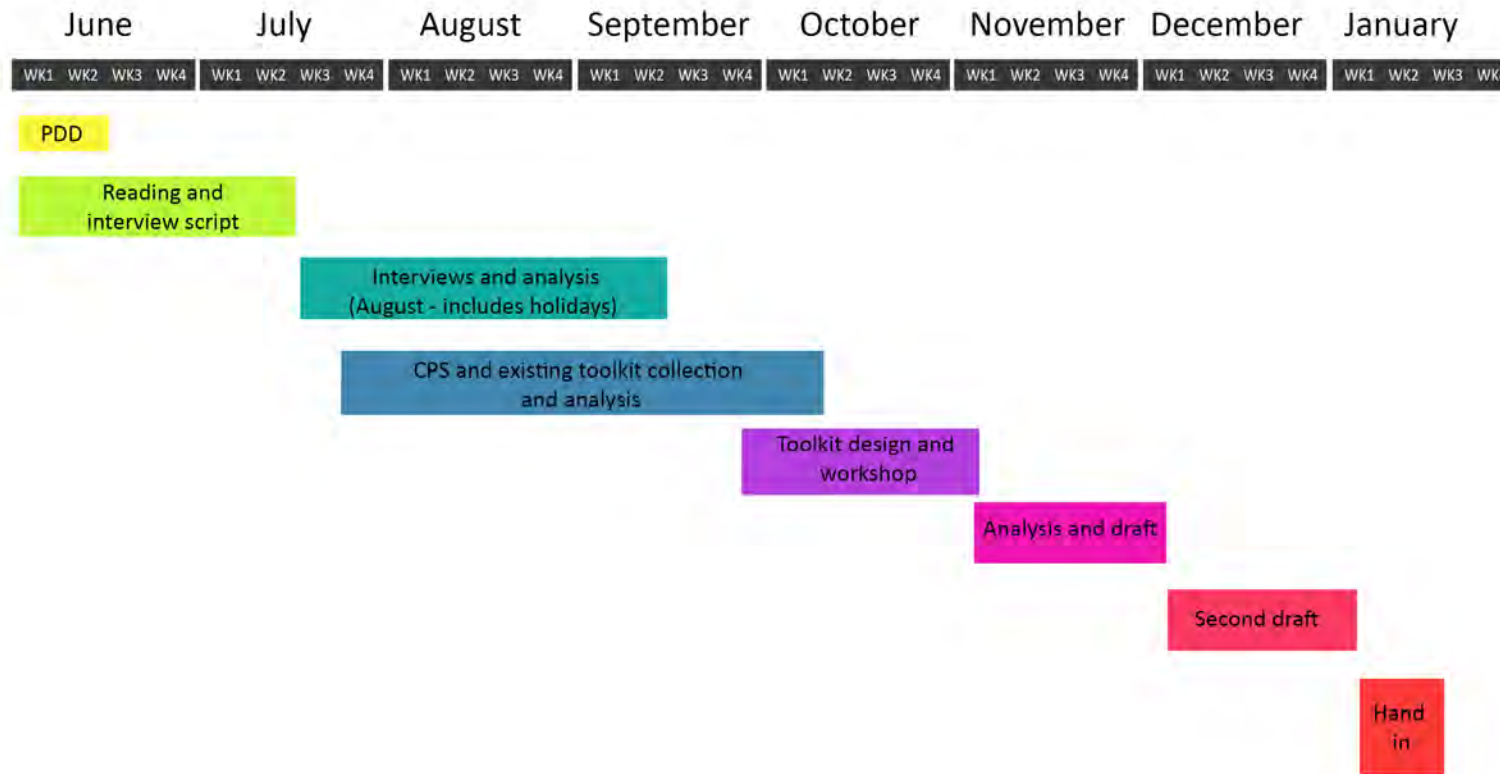 June July August September October November December January
WK1 WK2 WK3 WK4 WK1 WK2 WK3 WK4 WK1 WK2 WK3 WK4 WK1 WK2 WK3 WK4 WK1 WK2 WK3 WK4 WK1 WK2 WK3 WK4 WK1 WK2 WK3 WK4 WK1 WK2 WK3 WK
PDD
Reading and
interview script
Interviews and analysis
(August - includes holidays)
CPS and existing toolkit collection
and analysis
Toolkit design and
workshop
Analysis and draft
Second draft
Hand
in